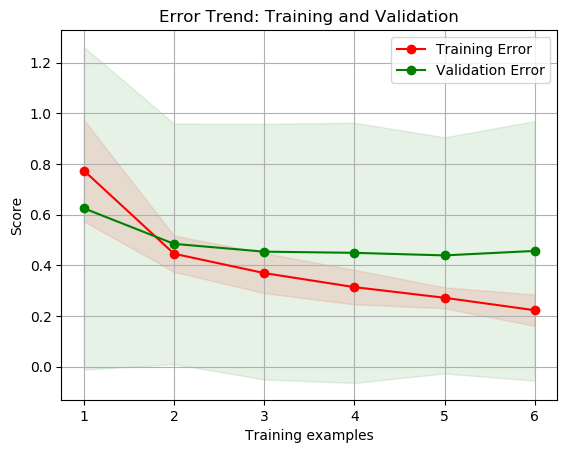 Error Trend: Training and Validation
Training Error
Validation Error
1.2
1.0
0.8
0.6
0.4
0.2
0.0
Score
1 2 3 4 5 6
Training examples